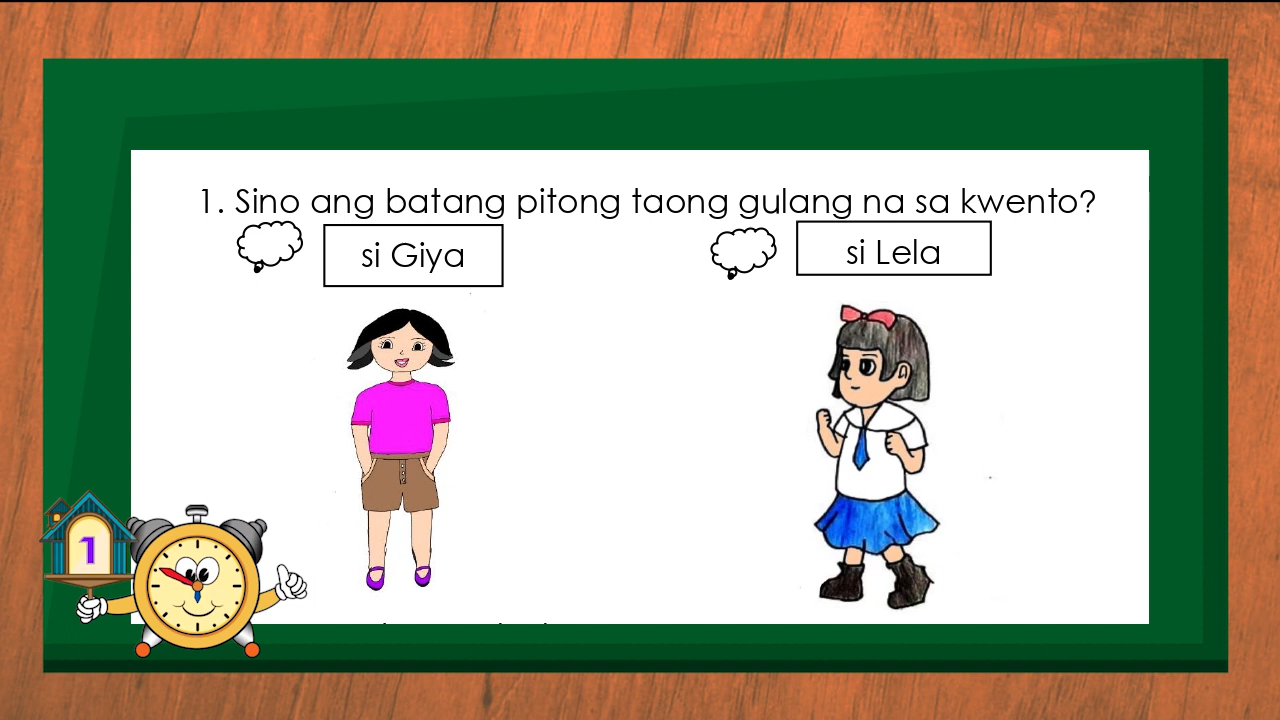 1. Sino ang batang pitong taong gulang na sa kwento?
si Giya
si Lela
1